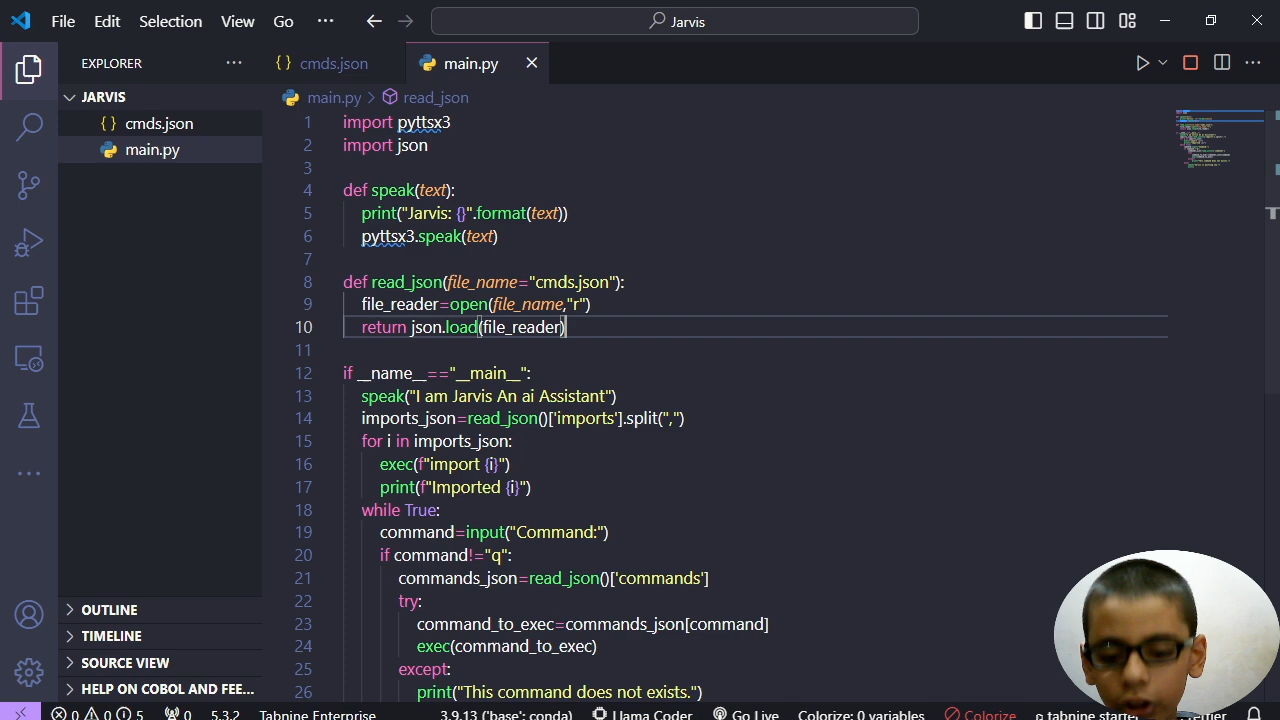 File Edit Selection View Go ··· Jarvis
EXPLORER ···
JARVIS
{} cmds.json
main.py
{} cmds.json main.py
main.py > read_json
1 import pyttsx3
2 import json
3
4 def speak(text):
5 print("Jarvis: {}".format(text))
6 pyttsx3.speak(text)
7
8 def read_json(file_name="cmds.json"):
9 file_reader=open(file_name,"r")
10 return json.load(file_reader)
11
12 if __name__=="__main__":
13 speak("I am Jarvis An ai Assistant")
14 imports_json=read_json()['imports'].split(",")
15 for i in imports_json:
16 exec(f"import {i}")
17 print(f"Imported {i}")
18 while True:
19 command=input("Command:")
20 if command!="q":
21 commands_json=read_json()['commands']
22 try:
23 command_to_exec=commands_json[command]
24 exec(command_to_exec)
25 except:
26 print("This command does not exists.")
OUTLINE
TIMELINE
SOURCE VIEW
HELP ON COBOL AND FEE...
0 0 5 0 5.3.2 Tabnine Enterprise 3.9.13 ('base': conda) Llama Coder Go Live Colorize: 0 variables Colorize tabnine starter